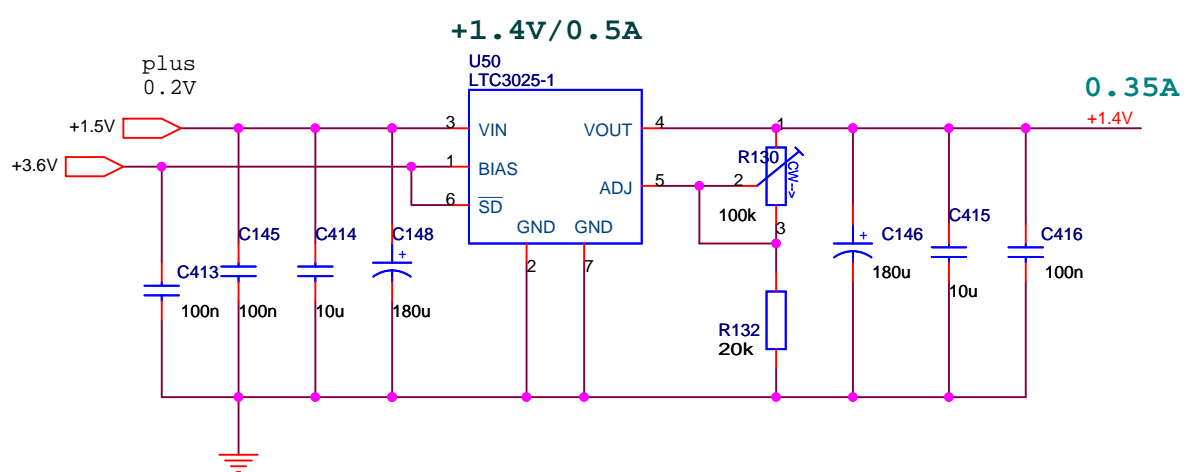 +1.4V/0.5A
U50
LTC3025-1
plus
0.2V
0.35A
+1.5V
+1.4V
+3.6V
3
VIN
VOUT
4
1
1
BIAS
R130
CW->
6
SD
ADJ
5
2
100k
3
GND
GND
2
7
C413
100n
C145
100n
C414
10u
C148
+
180u
R132
20k
C146
+
180u
C415
10u
C416
100n